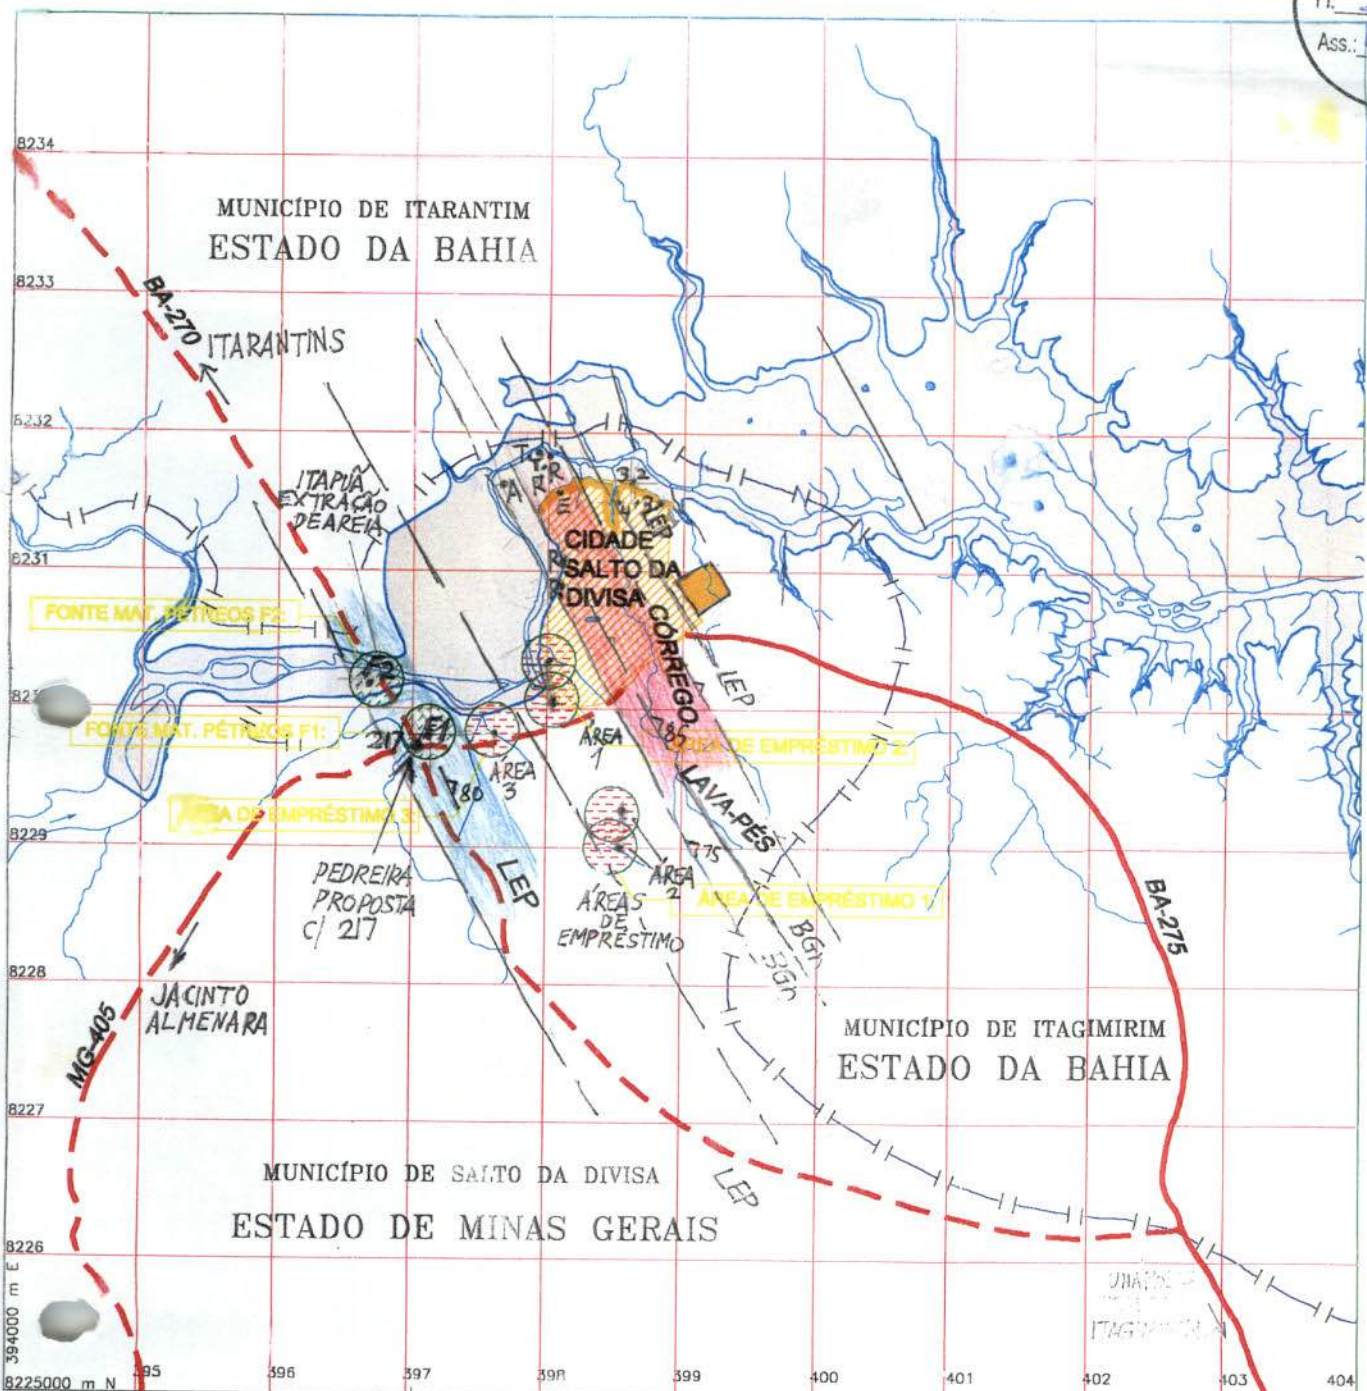 Ass.:
8234
MUNICÍPIO DE ITARANTIM
ESTADO DA BAHIA
8233
BA-270
ITARANTINS
8232
ITAPUÃ
EXTRAÇÃO
DE AREIA
A
R
E
3,2
LEP
CIDADE
SALTO DA
DIVISA
8231
FONTE MAT. PÉTREOS F2:
CÓRREGO
LEP
F2
FONTE MAT. PÉTREOS F1:
217
F1
ÁREA
1
85
ÁREA DE EMPRÉSTIMO 2:
ÁREA
3
780
LAVA-PÉS
ÁREA DE EMPRÉSTIMO 3:
8229
775
PEDREIRA
PROPOSTA
C/ 217
LEP
ÁREA
2
ÁREAS
DE
EMPRÉSTIMO
ÁREA DE EMPRÉSTIMO 1:
BA-275
BGn
BGn
8228
JACINTO
ALMENARA
MG-405
MUNICÍPIO DE ITAGIMIRIM
ESTADO DA BAHIA
8227
MUNICÍPIO DE SALTO DA DIVISA
LEP
ESTADO DE MINAS GERAIS
8226
394000 m E
8225000 m N
395
396
397
398
399
400
401
402
403
404